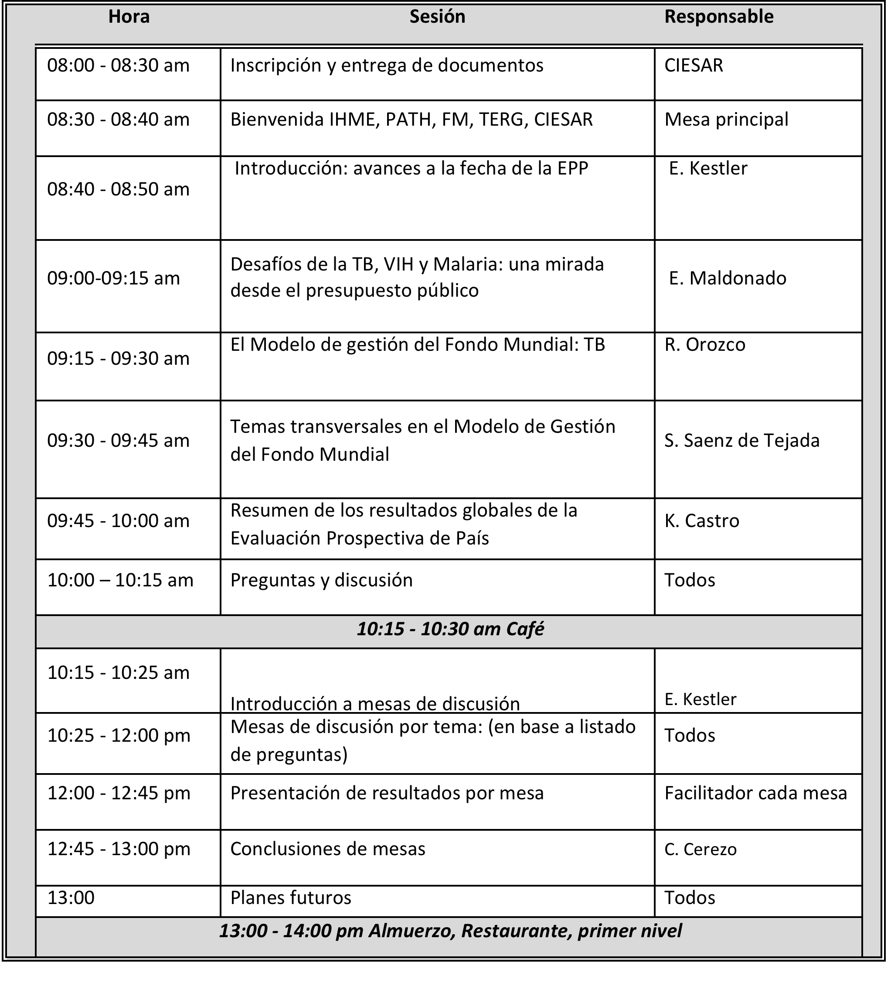 Hora Sesión Responsable
08:00 - 08:30 am Inscripción y entrega de documentos CIESAR
08:30 - 08:40 am Bienvenida IHME, PATH, FM, TERG, CIESAR Mesa principal
08:40 - 08:50 am Introducción: avances a la fecha de la EPP E. Kestler
09:00-09:15 am Desafíos de la TB, VIH y Malaria: una mirada
desde el presupuesto público E. Maldonado
09:15 - 09:30 am El Modelo de gestión del Fondo Mundial: TB R. Orozco
09:30 - 09:45 am Temas transversales en el Modelo de Gestión
del Fondo Mundial S. Saenz de Tejada
09:45 - 10:00 am Resumen de los resultados globales de la
Evaluación Prospectiva de País K. Castro
10:00 – 10:15 am Preguntas y discusión Todos
10:15 - 10:30 am Café
10:15 - 10:25 am Introducción a mesas de discusión E. Kestler
10:25 - 12:00 pm Mesas de discusión por tema: (en base a listado
de preguntas) Todos
12:00 - 12:45 pm Presentación de resultados por mesa Facilitador cada mesa
12:45 - 13:00 pm Conclusiones de mesas C. Cerezo
13:00 Planes futuros Todos
13:00 - 14:00 pm Almuerzo, Restaurante, primer nivel